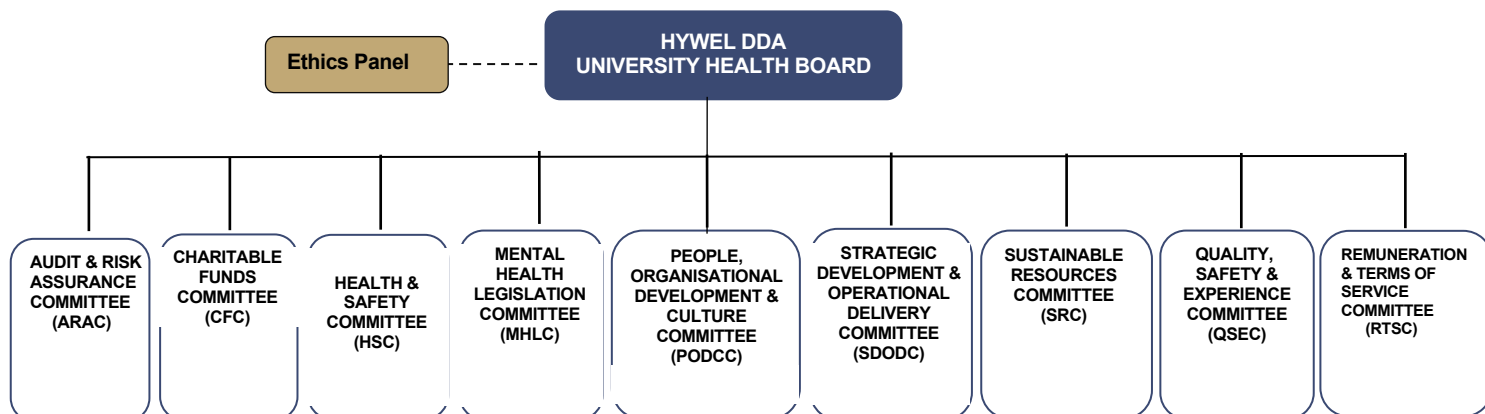 HYWEL DDA
UNIVERSITY HEALTH BOARD
Ethics Panel
AUDIT & RISK
ASSURANCE
COMMITTEE
(ARAC)
CHARITABLE
FUNDS
COMMITTEE
(CFC)
HEALTH &
SAFETY
COMMITTEE
(HSC)
MENTAL
HEALTH
LEGISLATION
COMMITTEE
(MHLC)
PEOPLE,
ORGANISATIONAL
DEVELOPMENT &
CULTURE
COMMITTEE
(PODCC)
STRATEGIC
DEVELOPMENT &
OPERATIONAL
DELIVERY
COMMITTEE
(SDODC)
SUSTAINABLE
RESOURCES
COMMITTEE
(SRC)
QUALITY,
SAFETY &
EXPERIENCE
COMMITTEE
(QSEC)
REMUNERATION
& TERMS OF
SERVICE
COMMITTEE
(RTSC)